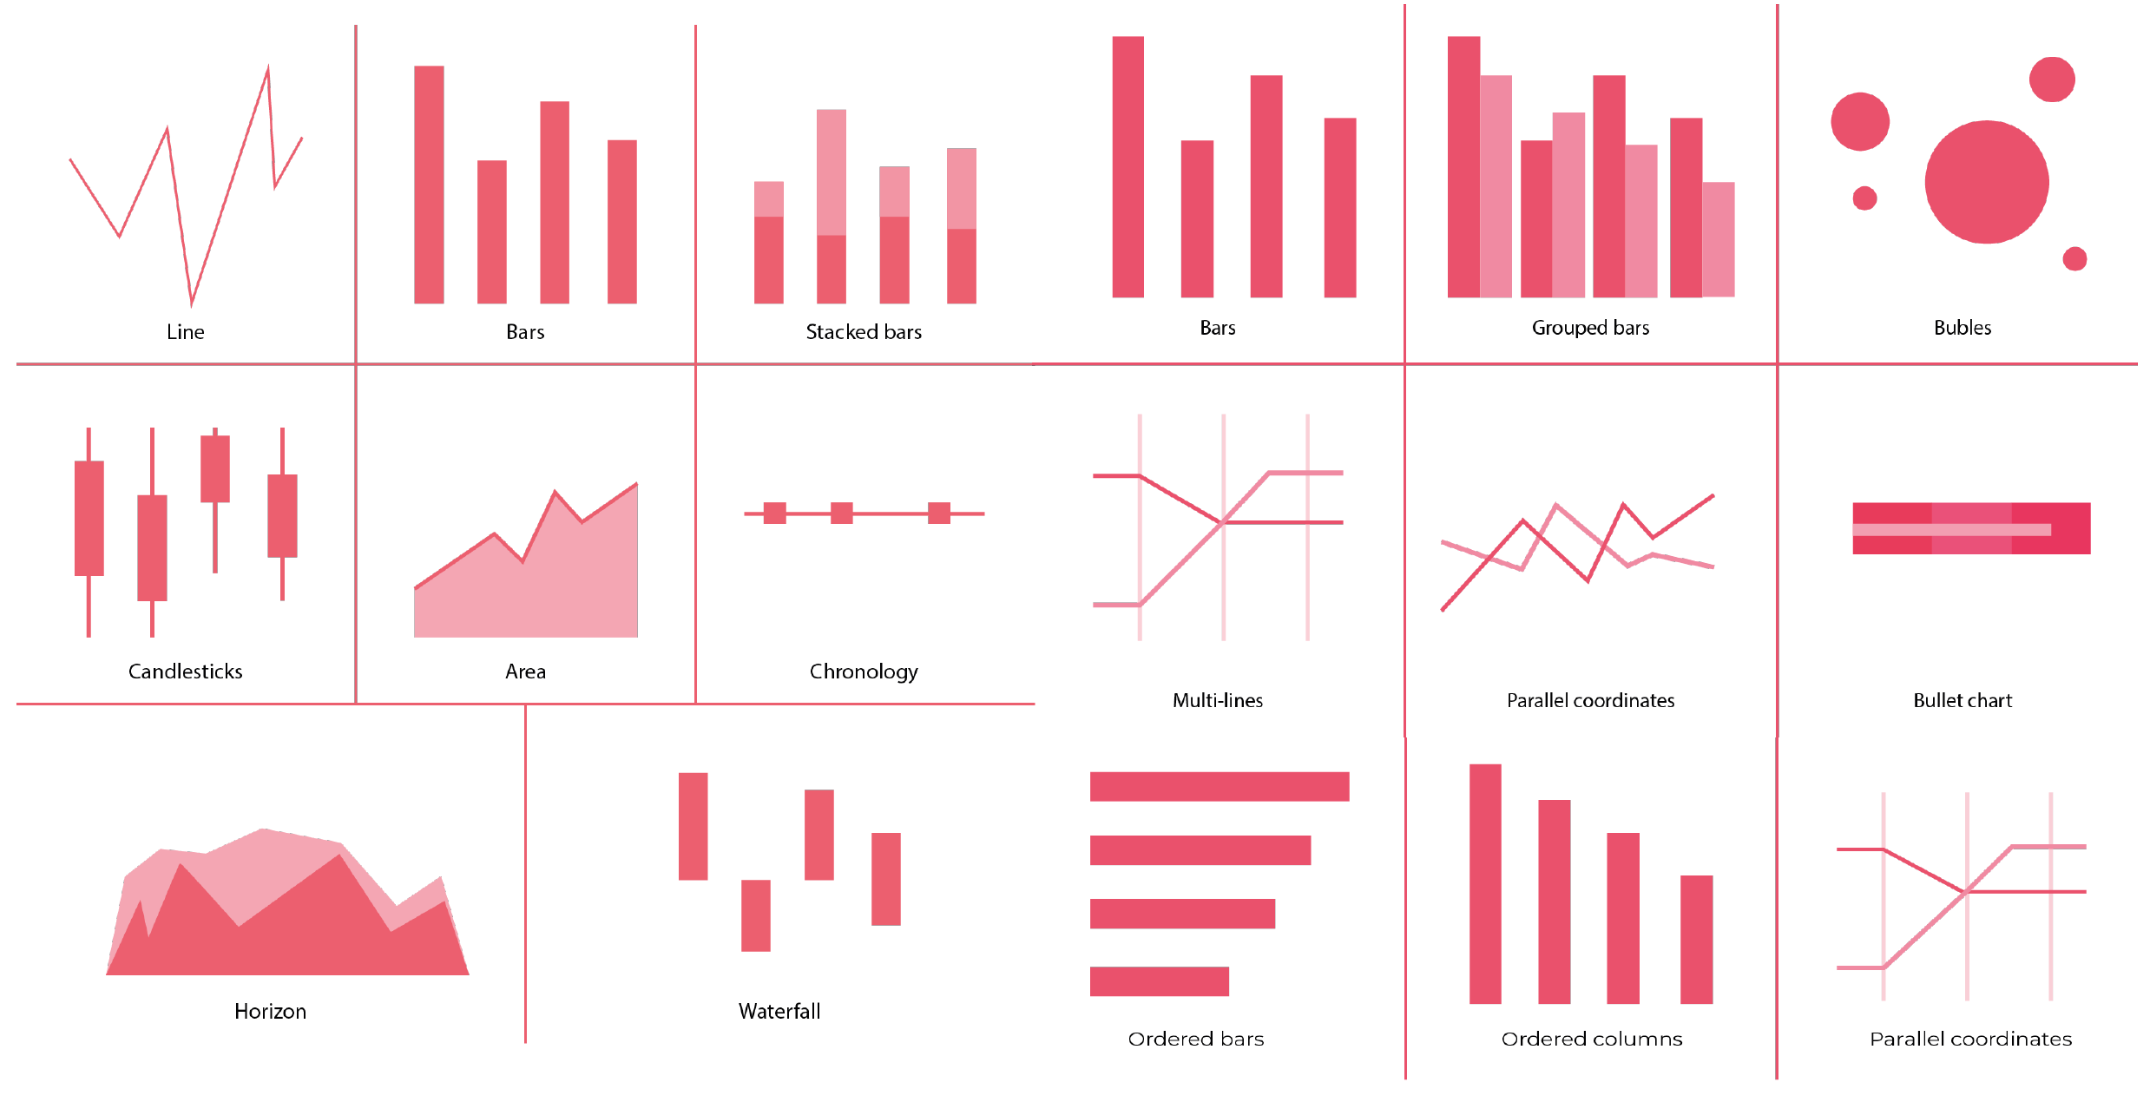 Line
Bars
Stacked bars
Bars
Grouped bars
Bubles
Candlesticks
Area
Chronology
Multi-lines
Parallel coordinates
Bullet chart
Horizon
Waterfall
Ordered bars
Ordered columns
Parallel coordinates